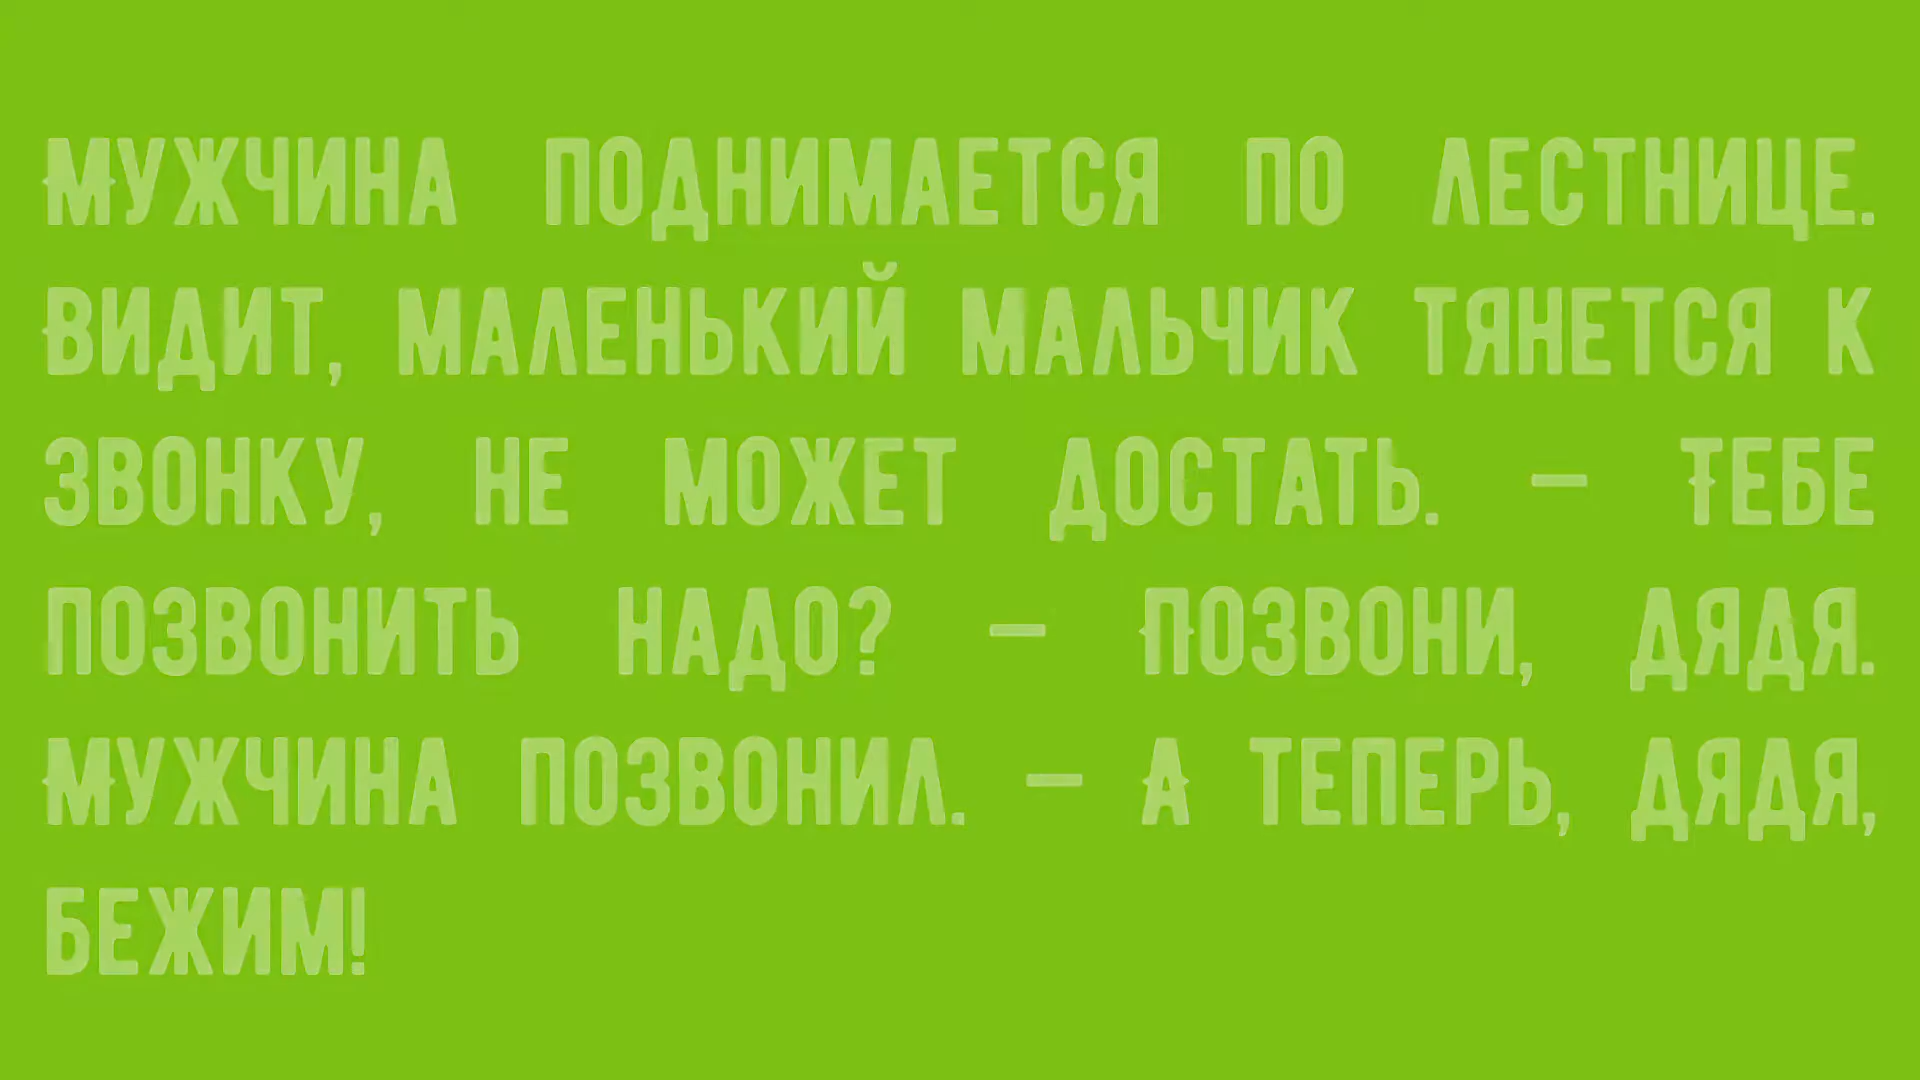 Мужчина поднимается по лестнице.
Видит, маленький мальчик тянется к
звонку, не может достать. – Тебе
позвонить надо? – Позвони, дядя.
Мужчина позвонил. – А теперь, дядя,
бежим!